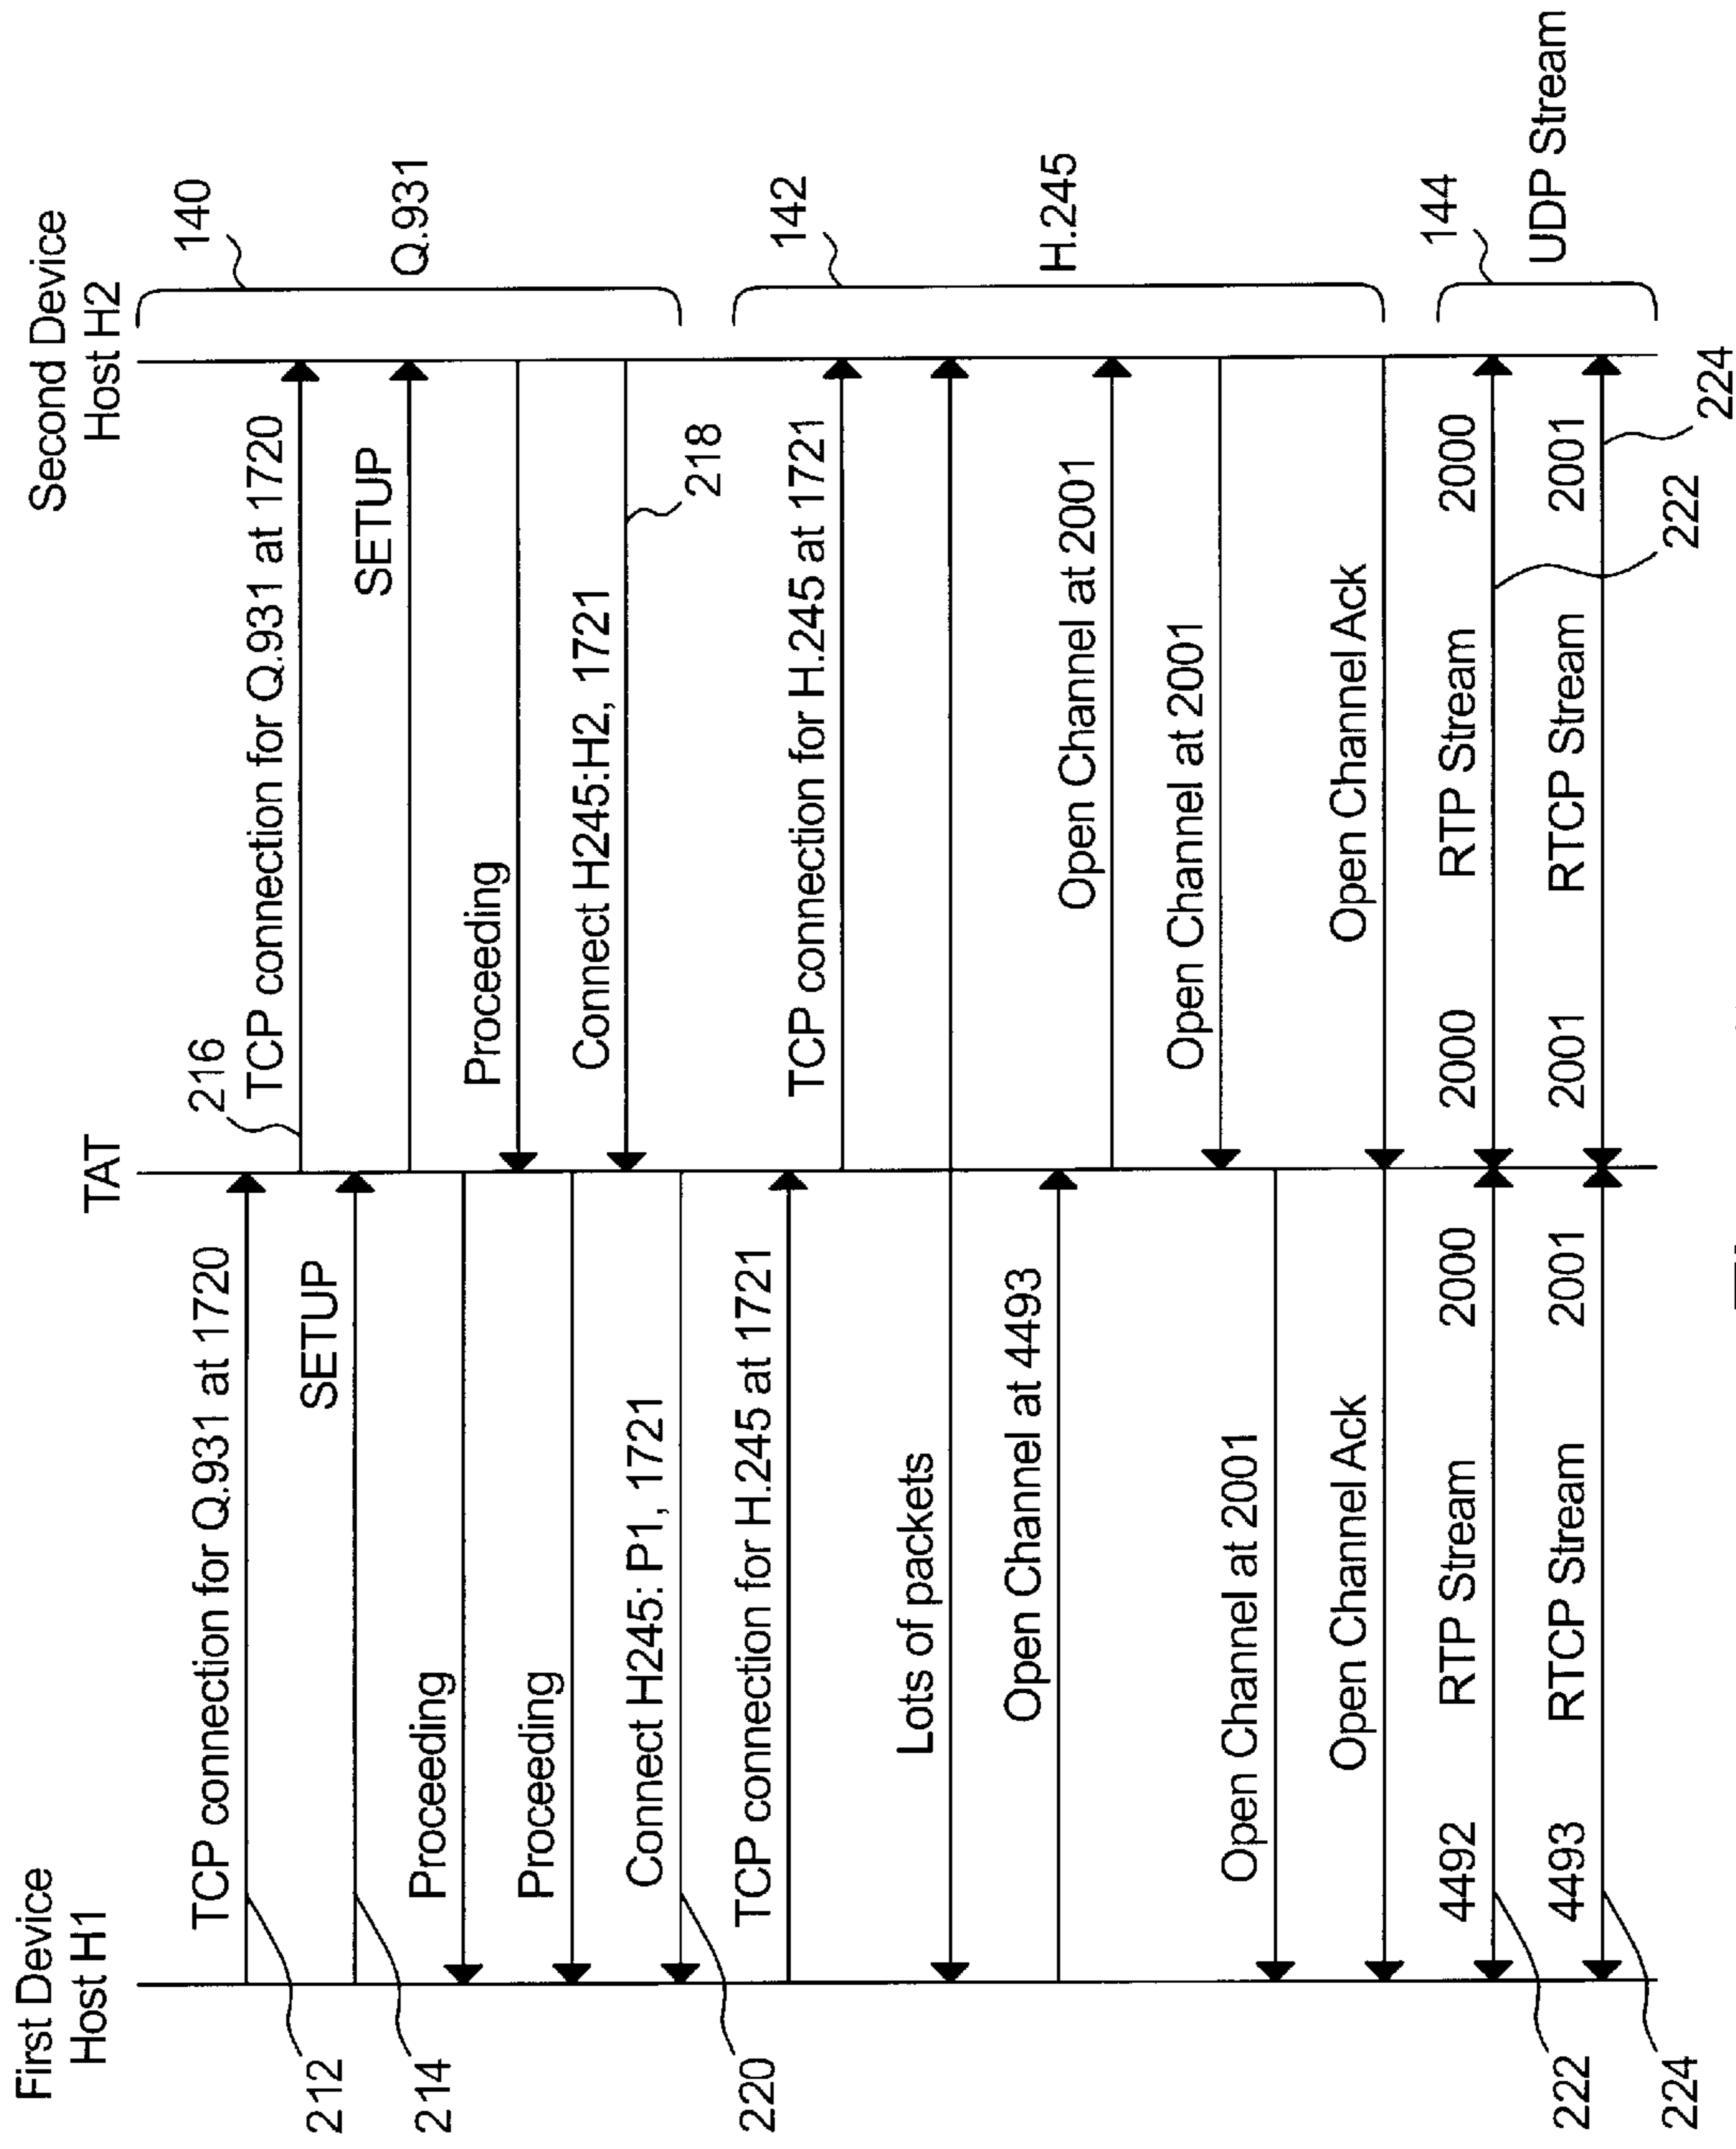 First Device
Host H1
TAT
Second Device
Host H2
212
TCP connection for Q.931 at 1720
216
TCP connection for Q.931 at 1720
140
Q.931
214
SETUP
SETUP
Proceeding
Proceeding
Proceeding
Connect H245:H2, 1721
218
220
Connect H245: P1, 1721
TCP connection for H.245 at 1721
TCP connection for H.245 at 1721
142
H.245
Lots of packets
Open Channel at 4493
Open Channel at 2001
Open Channel at 2001
Open Channel at 2001
Open Channel Ack
Open Channel Ack
144
UDP Stream
222
4492 RTP Stream 2000
2000 RTP Stream 2000
222
224
4493 RTCP Stream 2001
2001 RTCP Stream 2001
224